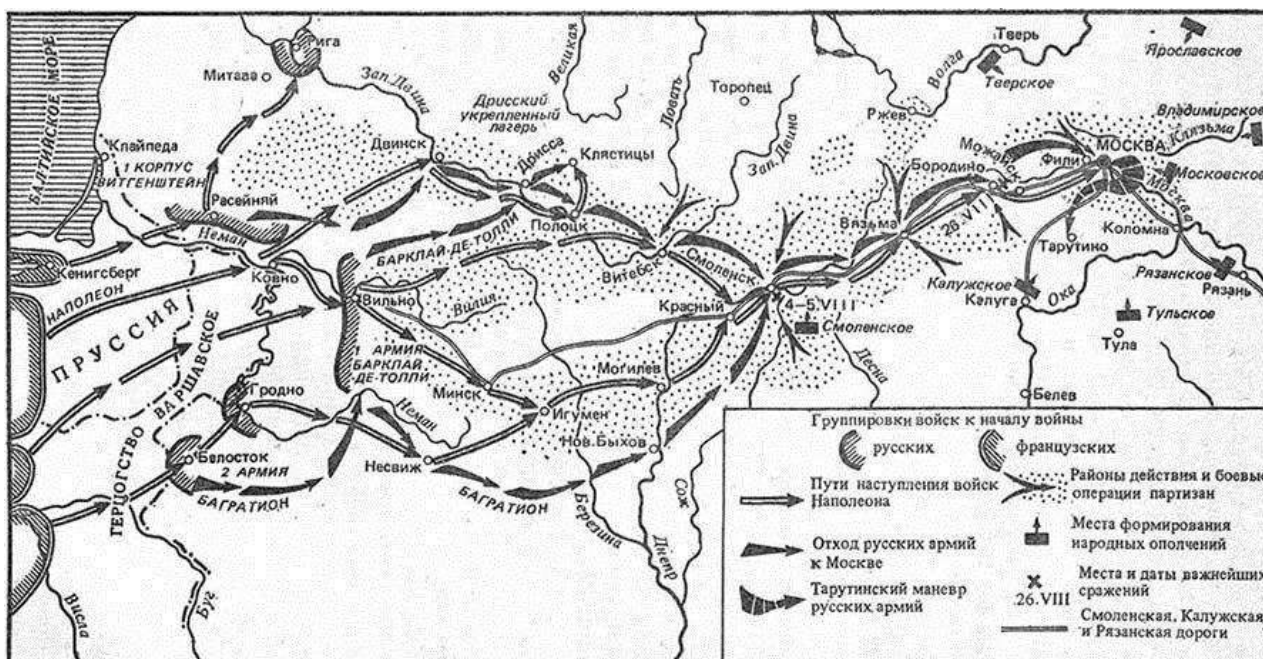 БАЛТИЙСКОЕ МОРЕ
Рига
Митава
Зап. Двина
Великая
Ловать
Торопец
Ржев
Волга
Тверь
Тверское
Ярославское
Владимирское
Клязьма
Клайпеда
1 КОРПУС
ВИТГЕНШТЕЙН
Расейняй
Неман
Двинск
Дрисский
укрепленный
лагерь
Дрисса
Клястицы
Полоцк
Зап. Двина
Бородино
Можайск
Фили
МОСКВА
Московское
Москва
Кенигсберг
НАПОЛЕОН
Ковно
БАРКЛАЙ-ДЕ-ТОЛЛИ
Вильно
Вилия
Витебск
Смоленск
Вязьма
Тарутино
Коломна
Рязанское
Рязань
Калужское
Калуга
Ока
Тульское
Тула
Белев
ПРУССИЯ
ГЕРЦОГСТВО
ВАРШАВСКОЕ
1 АРМИЯ
БАРКЛАЙ-
ДЕ-ТОЛЛИ
Красный
4–5.VIII
Смоленское
Десна
Гродно
Неман
Минск
Игумен
Могилев
Белосток
2 АРМИЯ
БАГРАТИОН
Несвиж
БАГРАТИОН
Нов. Быхов
Березина
Днепр
Сож
Висла
Буг
Группировки войск к началу войны
русских
французских
Пути наступления войск
Наполеона
Отход русских армий
к Москве
Тарутинский маневр
русских армий
Районы действия и боевые
операции партизан
Места формирования
народных ополчений
26.VIII
Места и даты важнейших
сражений
Смоленская, Калужская
и Рязанская дороги